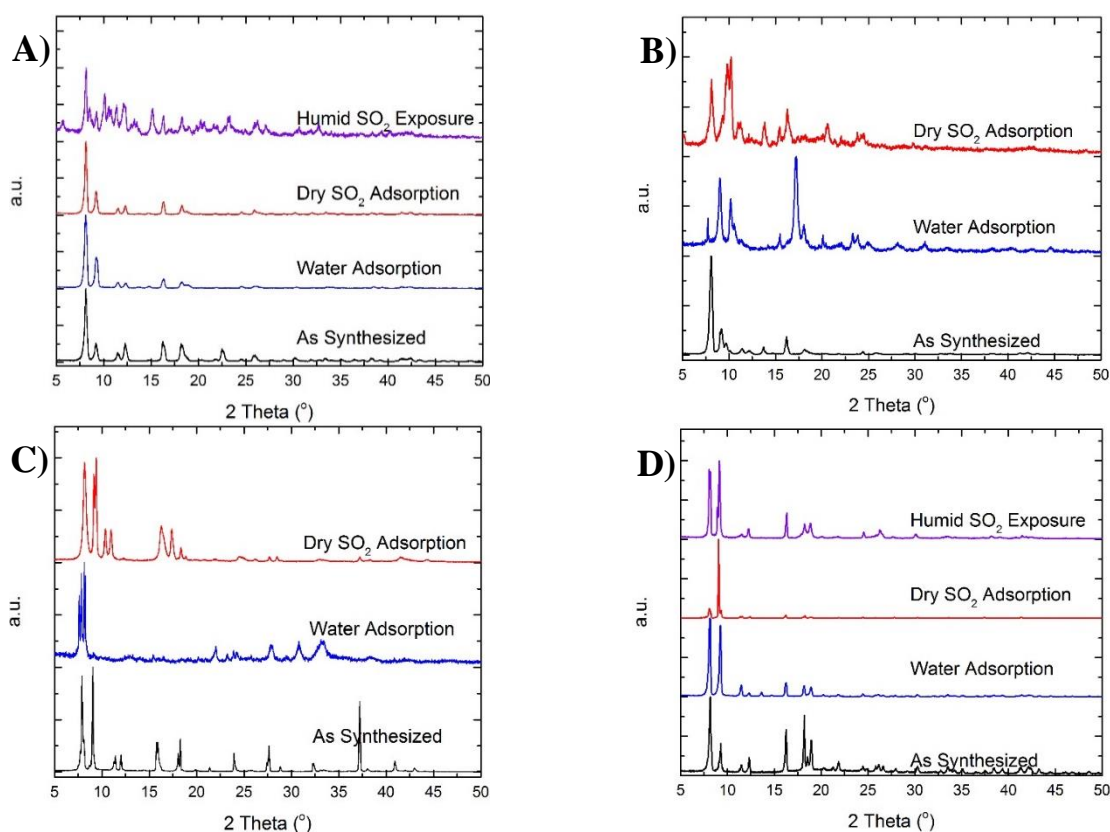 A)
Humid SO₂ Exposure
Dry SO₂ Adsorption
Water Adsorption
As Synthesized
a.u.
5 10 15 20 25 30 35 40 45 50
2 Theta (°)
B)
Dry SO₂ Adsorption
Water Adsorption
As Synthesized
a.u.
5 10 15 20 25 30 35 40 45 50
2 Theta (°)
C)
Dry SO₂ Adsorption
Water Adsorption
As Synthesized
a.u.
5 10 15 20 25 30 35 40 45 50
2 Theta (°)
D)
Humid SO₂ Exposure
Dry SO₂ Adsorption
Water Adsorption
As Synthesized
a.u.
5 10 15 20 25 30 35 40 45 50
2 Theta (°)